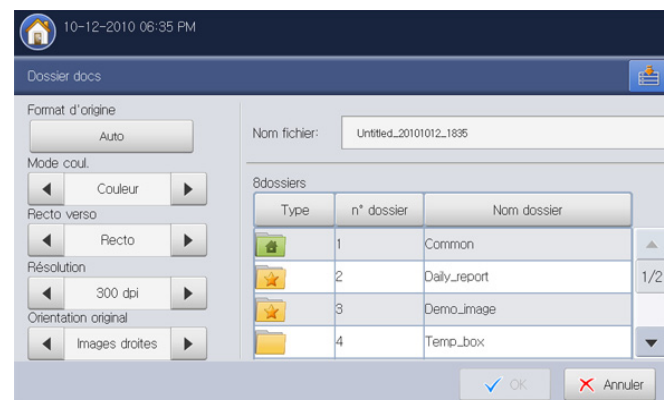 10-12-2010 06:35 PM
Dossier docs
Format d'origine
Auto
Mode coul.
Couleur
Recto verso
Recto
Résolution
300 dpi
Orientation original
Images droites
Nom fichier: Untitled_20101012_1835
8dossiers
Type n° dossier Nom dossier
1 Common
2 Daily_report
3 Demo_image
4 Temp_box
1/2
OK Annuler